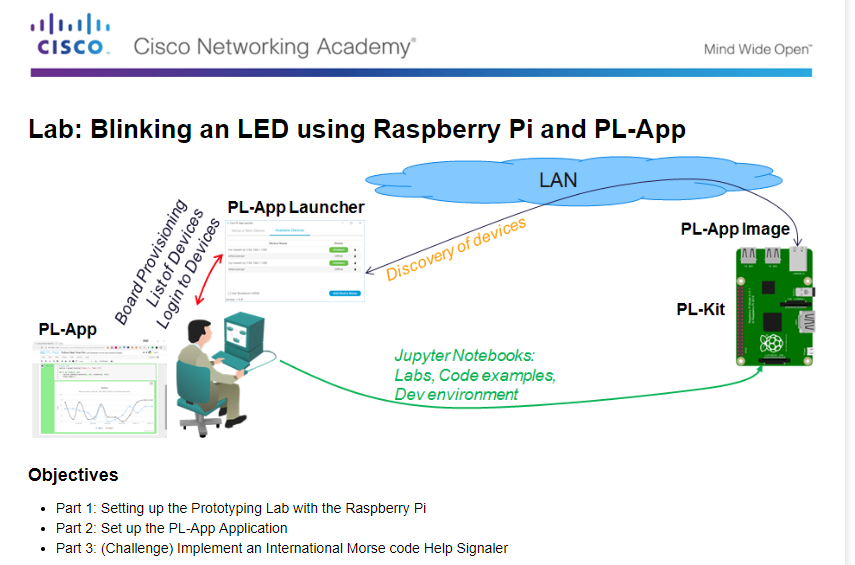 CISCO
Cisco Networking Academy®
Mind Wide Open™
Lab: Blinking an LED using Raspberry Pi and PL-App
LAN
PL-App Launcher
Board Provisioning
List of Devices
Login to Devices
Discovery of devices
PL-App Image
PL-Kit
PL-App
Jupyter Notebooks:
Labs, Code examples,
Dev environment
Objectives
• Part 1: Setting up the Prototyping Lab with the Raspberry Pi
• Part 2: Set up the PL-App Application
• Part 3: (Challenge) Implement an International Morse code Help Signaler